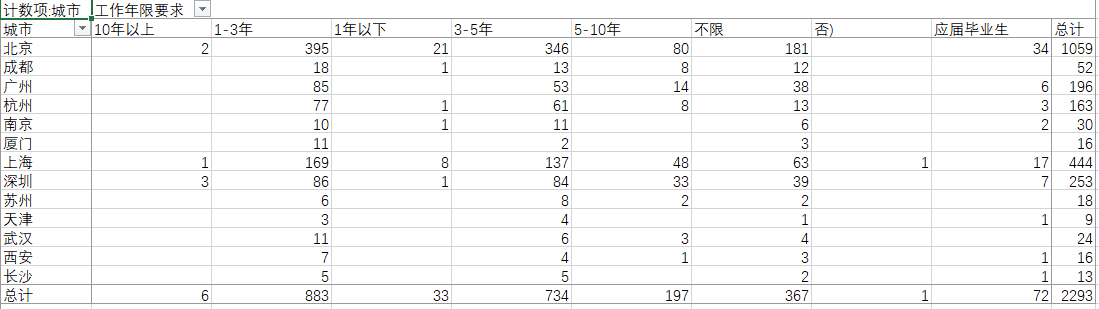 计数项:城市 工作年限要求
城市 10年以上 1-3年 1年以下 3-5年 5-10年 不限 否) 应届毕业生 总计
北京 2 395 21 346 80 181 34 1059
成都 18 1 13 8 12 52
广州 85 53 14 38 6 196
杭州 77 1 61 8 13 3 163
南京 10 1 11 6 2 30
厦门 11 2 3 16
上海 1 169 8 137 48 63 1 17 444
深圳 3 86 1 84 33 39 7 253
苏州 6 8 2 2 18
天津 3 4 1 1 9
武汉 11 6 3 4 24
西安 7 4 1 3 1 16
长沙 5 5 2 1 13
总计 6 883 33 734 197 367 1 72 2293